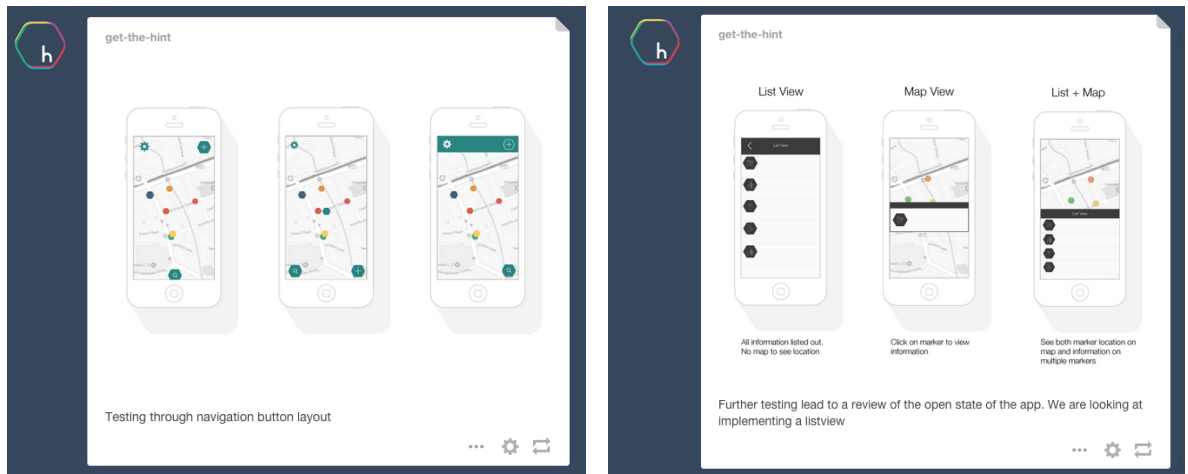 h
get-the-hint
Testing through navigation button layout
h
get-the-hint
List View
Map View
List + Map
List View
List View
All information listed out.
No map to see location
Click on marker to view
information
See both marker location on
map and information on
multiple markers
Further testing lead to a review of the open state of the app. We are looking at
implementing a listview